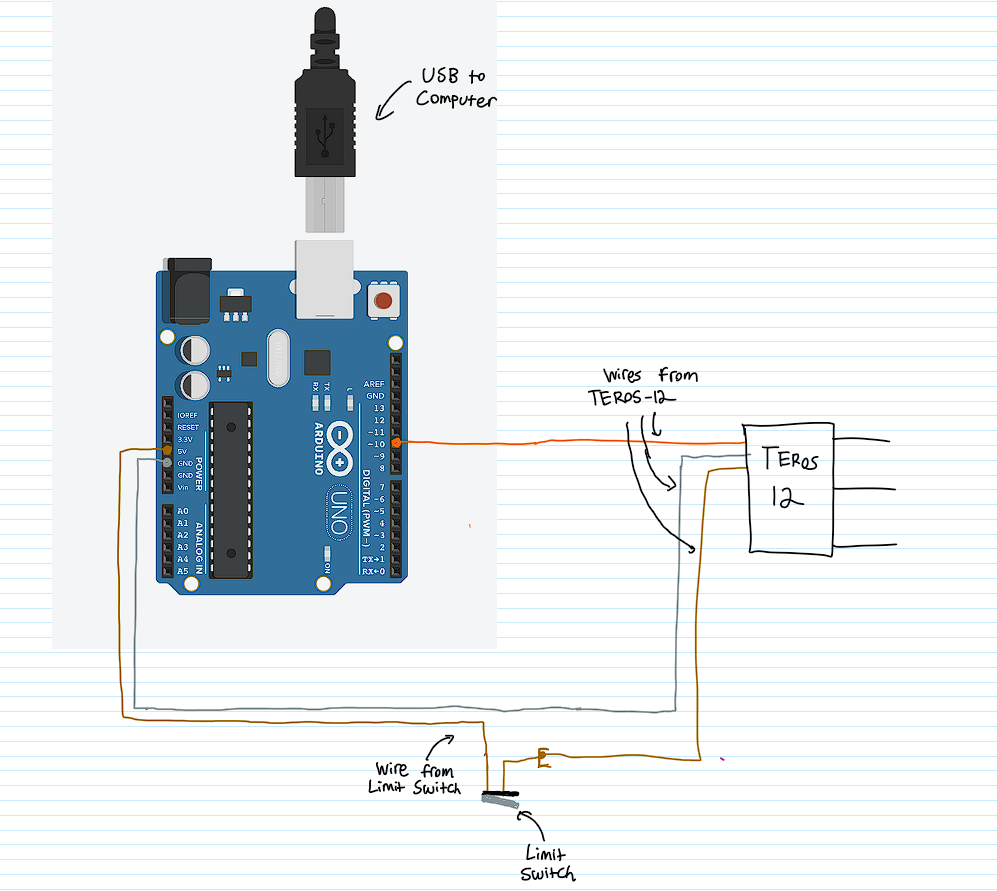 USB to
Computer
AREF
GND
13
12
~11
~10
~9
8
7
~6
~5
4
~3
2
TX→1
RX←0
IOREF
RESET
3.3V
5V
GND
GND
Vin
A0
A1
A2
A3
A4
A5
POWER
ANALOG IN
RX
TX
L
ARDUINO
UNO
DIGITAL (PWM~)
ON
Wires from
TEROS-12
TEROS
12
E
Wire from
Limit Switch
Limit
Switch